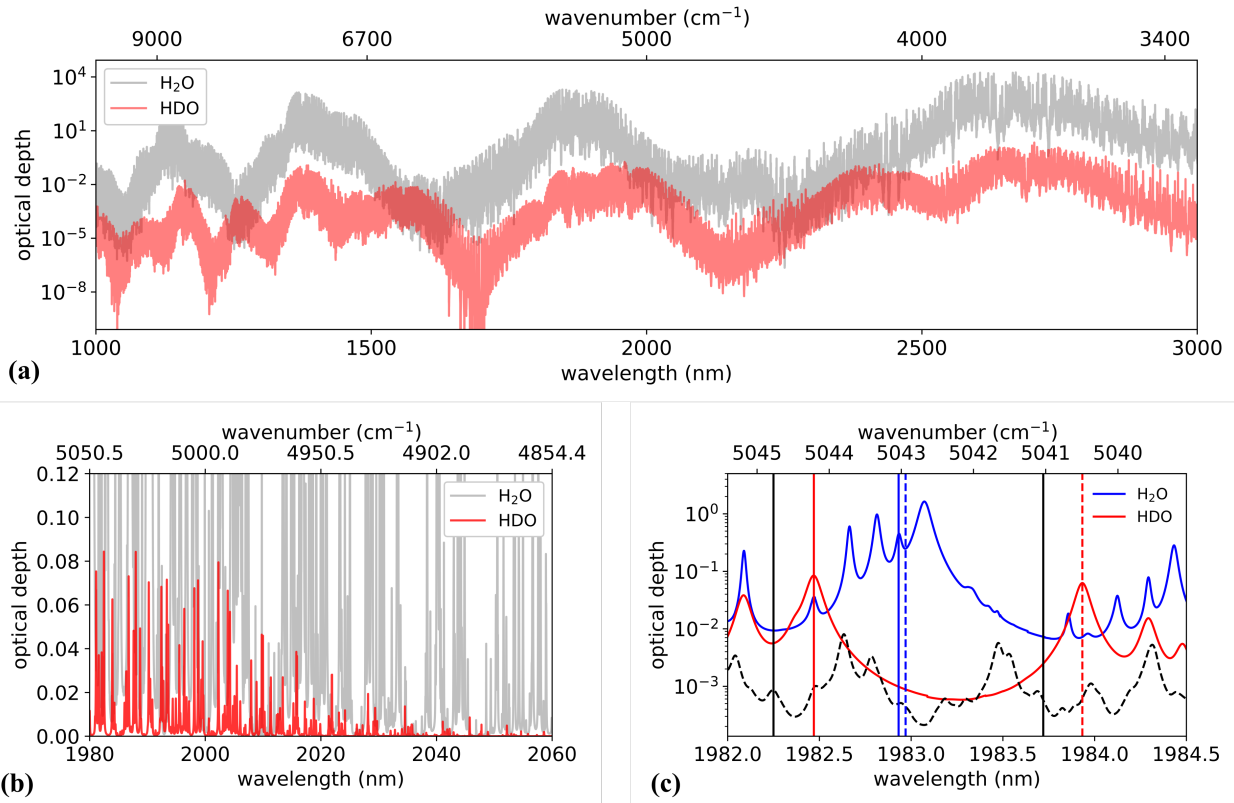 wavenumber (cm⁻¹)
9000 6700 5000 4000 3400
optical depth
10⁴
10¹
10⁻²
10⁻⁵
10⁻⁸
H₂O
HDO
1000 1500 2000 2500 3000
wavelength (nm)
(a)
wavenumber (cm⁻¹)
5050.5 5000.0 4950.5 4902.0 4854.4
optical depth
0.12
0.10
0.08
0.06
0.04
0.02
0.00
H₂O
HDO
1980 2000 2020 2040 2060
wavelength (nm)
(b)
wavenumber (cm⁻¹)
5045 5044 5043 5042 5041 5040
optical depth
10⁰
10⁻¹
10⁻²
10⁻³
H₂O
HDO
1982.0 1982.5 1983.0 1983.5 1984.0 1984.5
wavelength (nm)
(c)